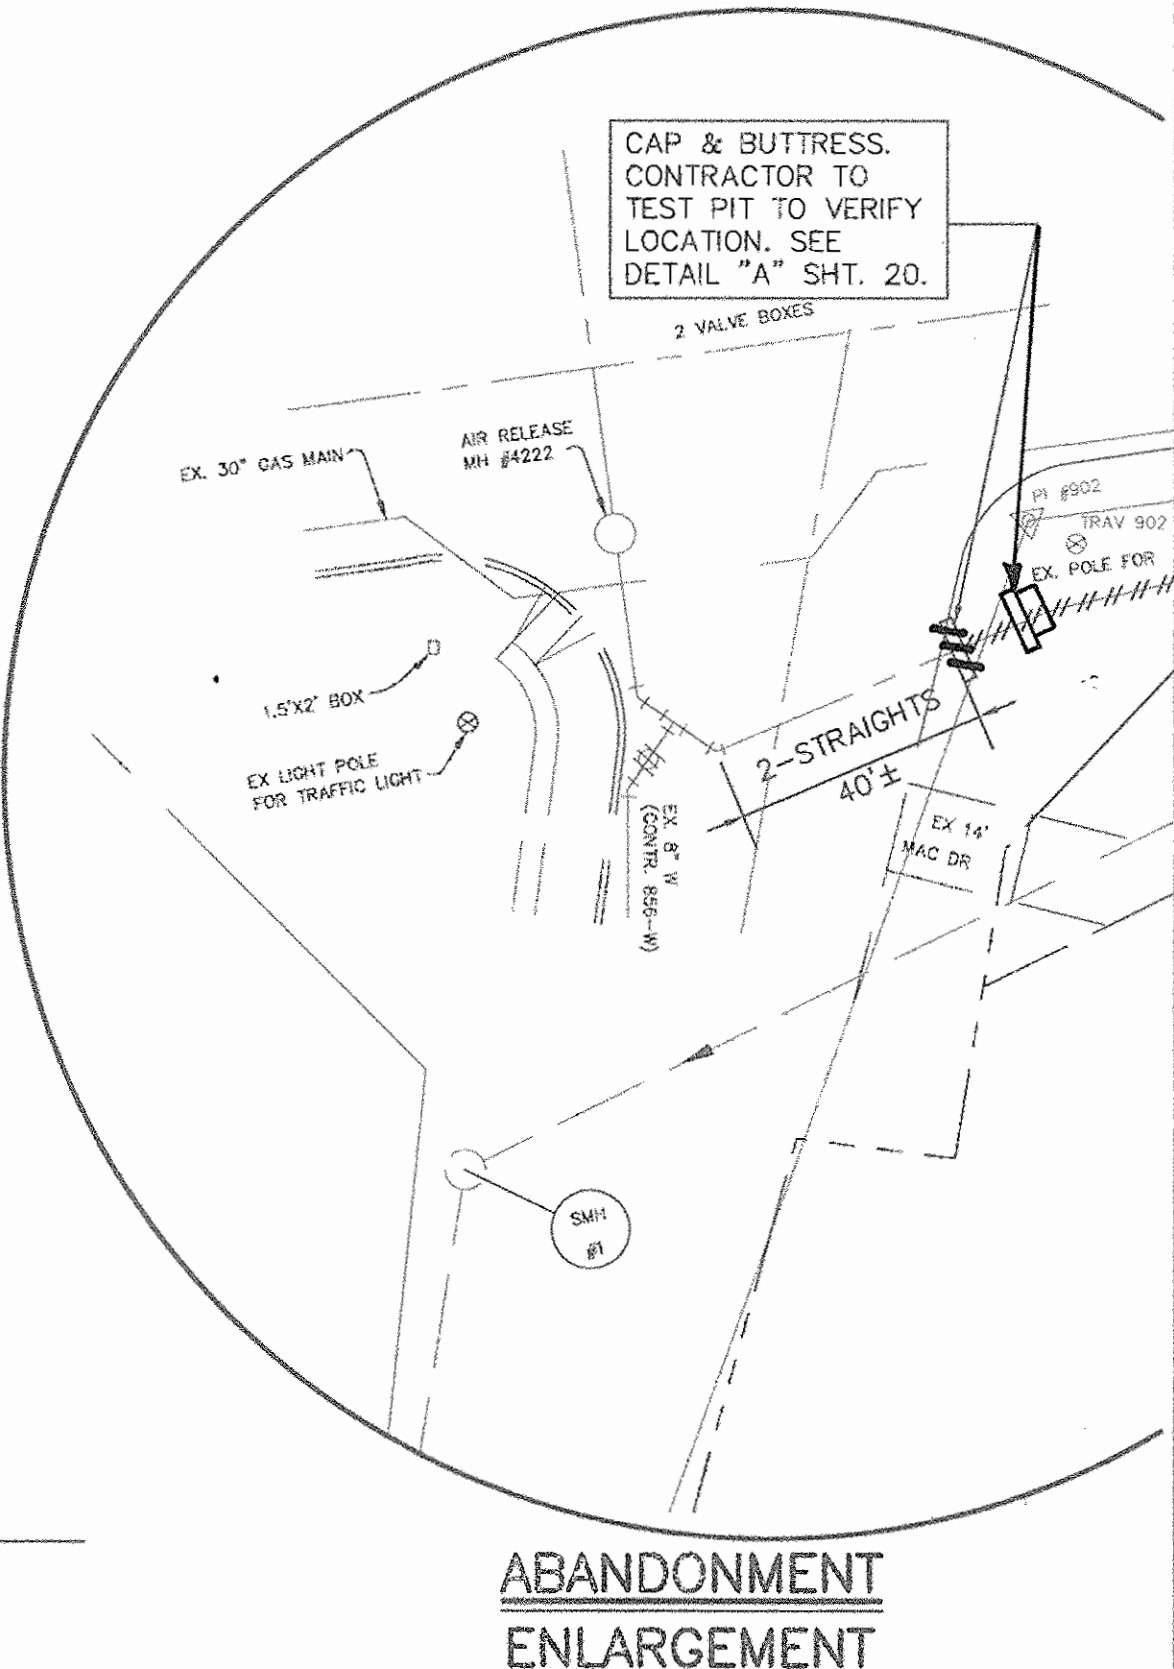 CAP & BUTTRESS.
CONTRACTOR TO
TEST PIT TO VERIFY
LOCATION. SEE
DETAIL "A" SHT. 20.
2 VALVE BOXES
AIR RELEASE
MH #4222
EX. 30" GAS MAIN
PI #902
TRAV 902
EX. POLE FOR
1.5'X2' BOX
EX LIGHT POLE
FOR TRAFFIC LIGHT
2-STRAIGHTS
40'±
EX. 8" W
(CONTR. 856-W)
EX 14'
MAC DR
SMH
#1
ABANDONMENT
ENLARGEMENT